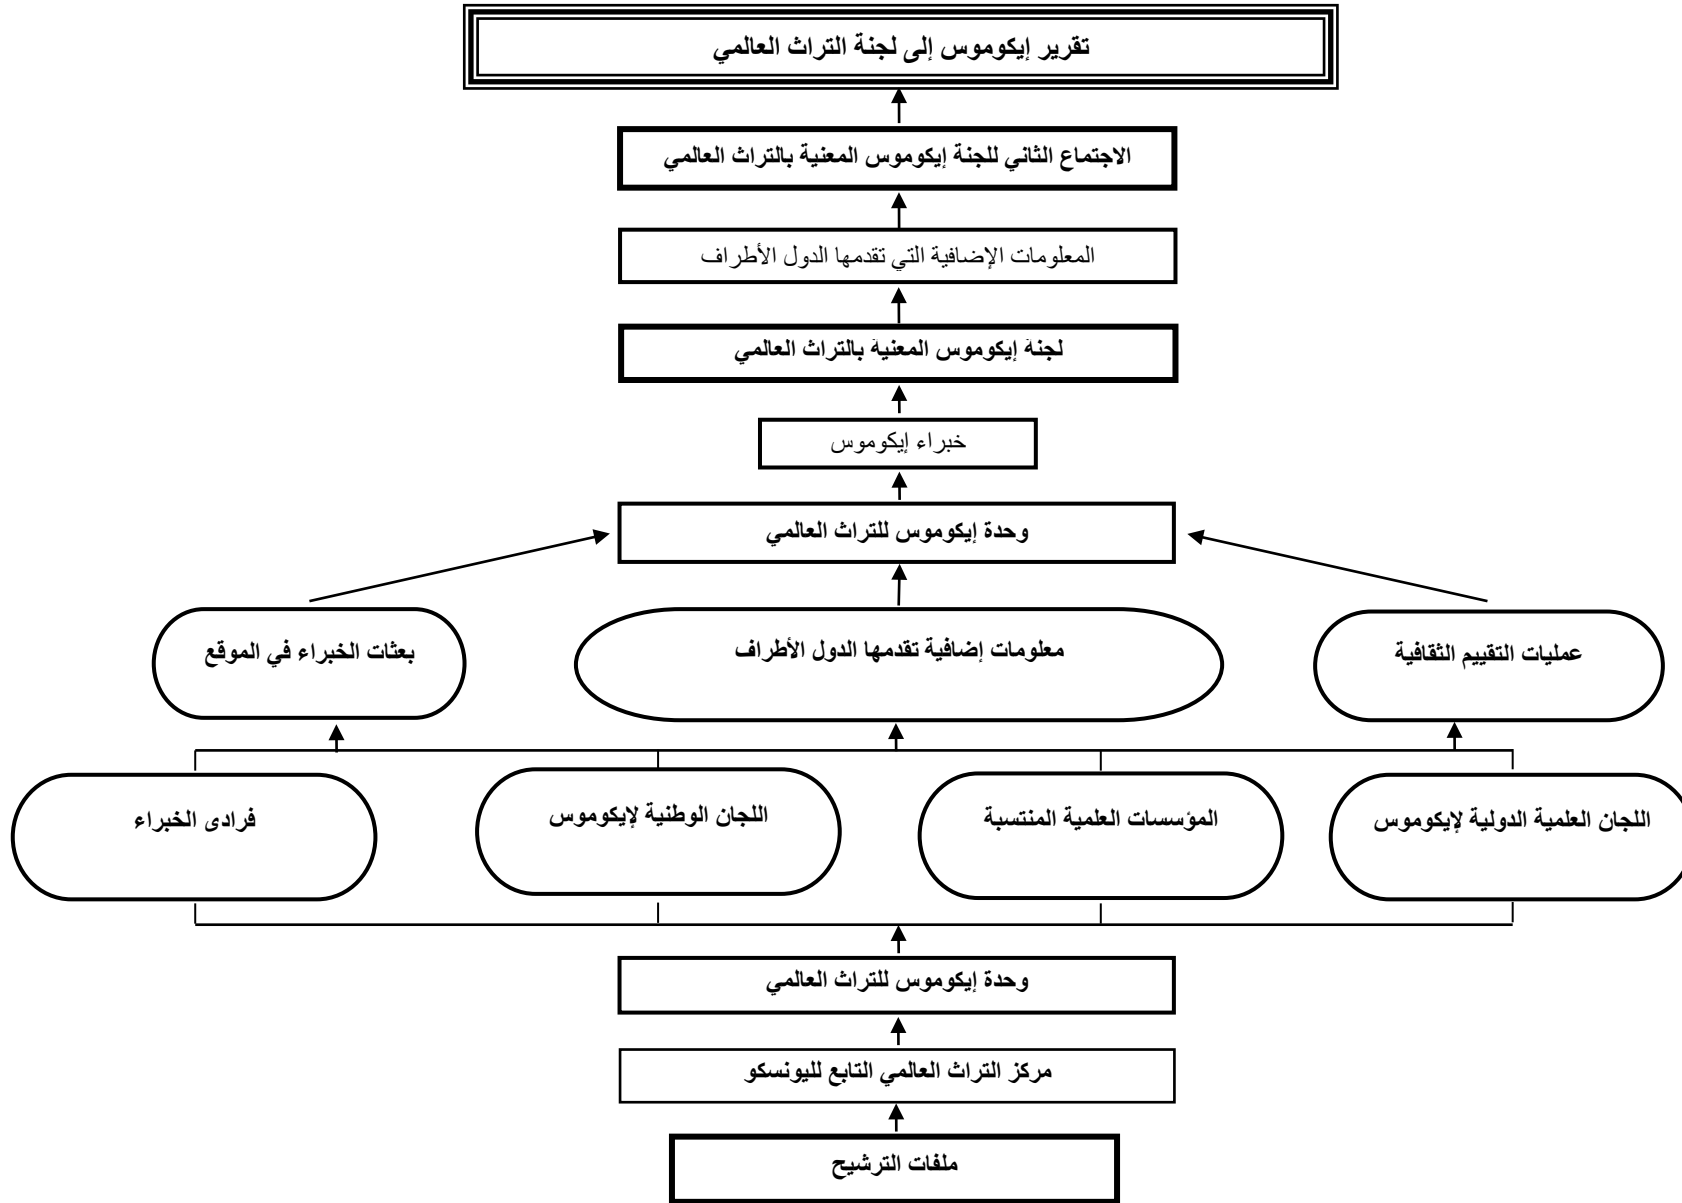 تقرير إيكوموس إلى لجنة التراث العالمي
الاجتماع الثاني للجنة إيكوموس المعنية بالتراث العالمي
المعلومات الإضافية التي تقدمها الدول الأطراف
لجنة إيكوموس المعنية بالتراث العالمي
خبراء إيكوموس
وحدة إيكوموس للتراث العالمي
عمليات التقييم الثقافية
معلومات إضافية تقدمها الدول الأطراف
بعثات الخبراء في الموقع
اللجان العلمية الدولية لإيكوموس
المؤسسات العلمية المنتسبة
اللجان الوطنية لإيكوموس
فرادى الخبراء
وحدة إيكوموس للتراث العالمي
مركز التراث العالمي التابع لليونسكو
ملفات الترشيح